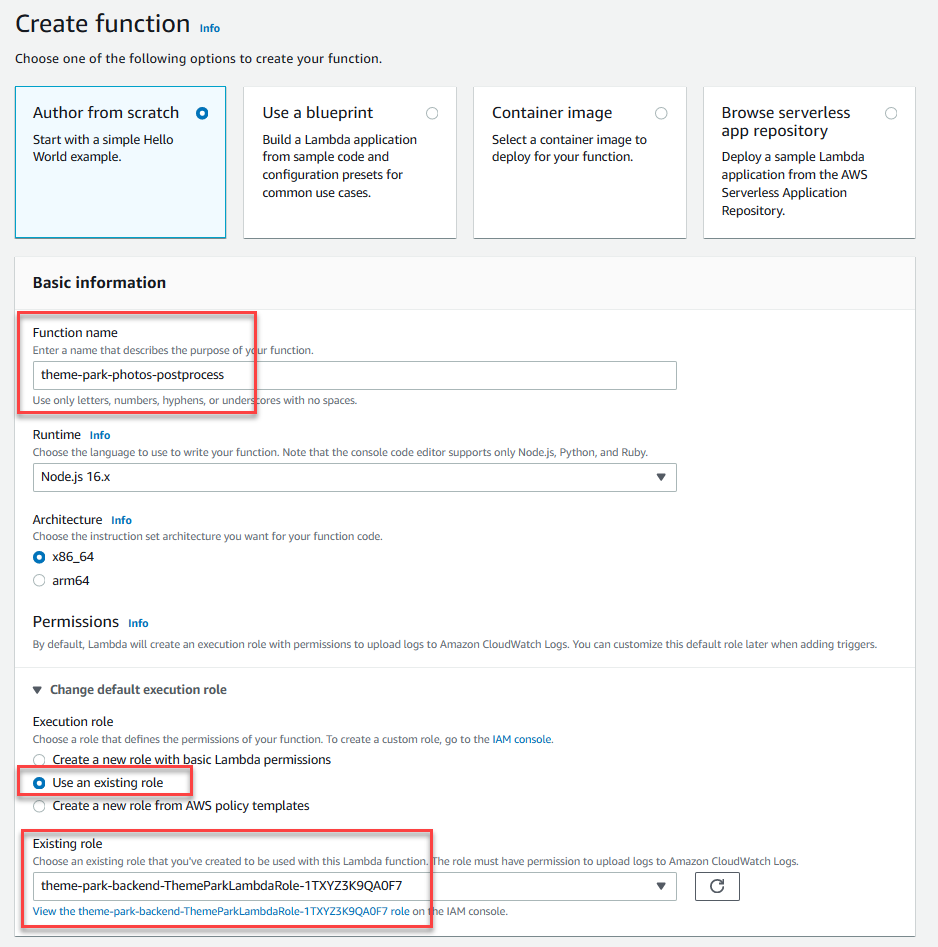 Create function Info
Choose one of the following options to create your function.
Author from scratch
Start with a simple Hello
World example.
Use a blueprint
Build a Lambda application
from sample code and
configuration presets for
common use cases.
Container image
Select a container image to
deploy for your function.
Browse serverless
app repository
Deploy a sample Lambda
application from the AWS
Serverless Application
Repository.
Basic information
Function name
Enter a name that describes the purpose of your function.
theme-park-photos-postprocess
Use only letters, numbers, hyphens, or underscores with no spaces.
Runtime Info
Choose the language to use to write your function. Note that the console code editor supports only Node.js, Python, and Ruby.
Node.js 16.x
Architecture Info
Choose the instruction set architecture you want for your function code.
x86_64
arm64
Permissions Info
By default, Lambda will create an execution role with permissions to upload logs to Amazon CloudWatch Logs. You can customize this default role later when adding triggers.
Change default execution role
Execution role
Choose a role that defines the permissions of your function. To create a custom role, go to the IAM console.
Create a new role with basic Lambda permissions
Use an existing role
Create a new role from AWS policy templates
Existing role
Choose an existing role that you've created to be used with this Lambda function. The role must have permission to upload logs to Amazon CloudWatch Logs.
theme-park-backend-ThemeParkLambdaRole-1TXYZ3K9QA0F7
View the theme-park-backend-ThemeParkLambdaRole-1TXYZ3K9QA0F7 role on the IAM console.